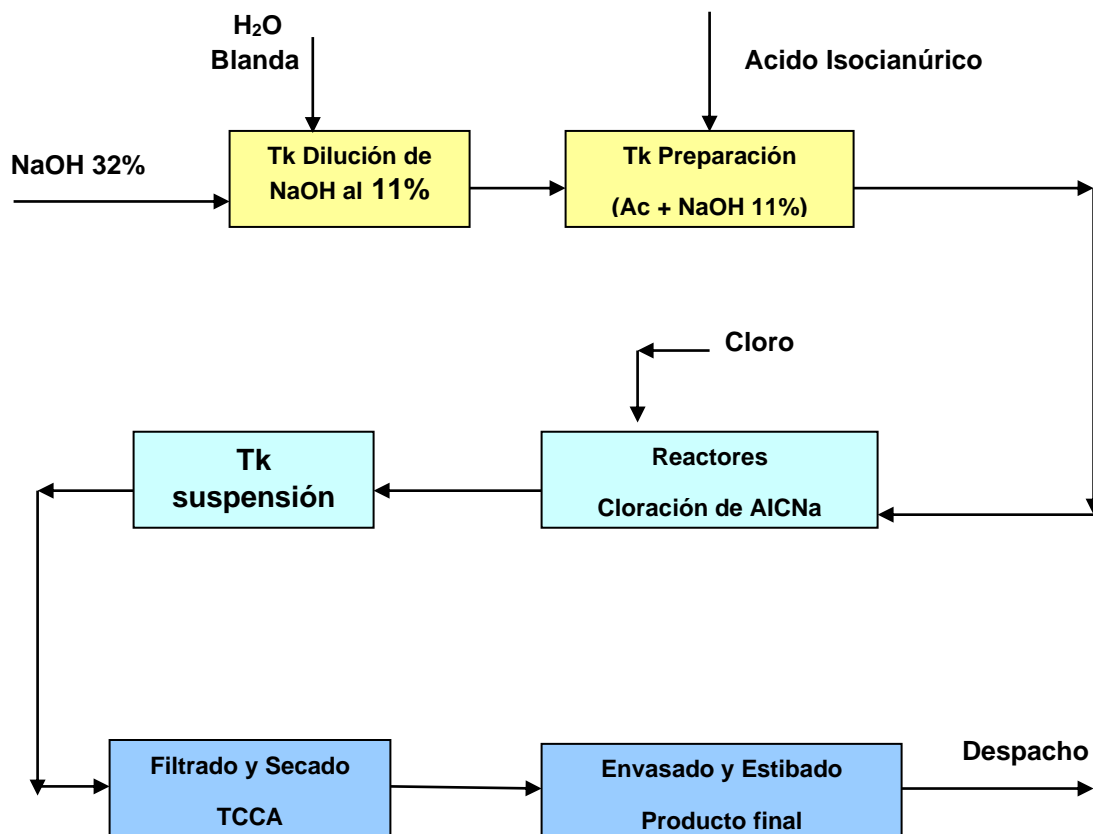 H₂O
Blanda
Acido Isocianúrico
NaOH 32%
Tk Dilución de
NaOH al 11%
Tk Preparación
(Ac + NaOH 11%)
Cloro
Tk
suspensión
Reactores
Cloración de AICNa
Filtrado y Secado
TCCA
Envasado y Estibado
Producto final
Despacho